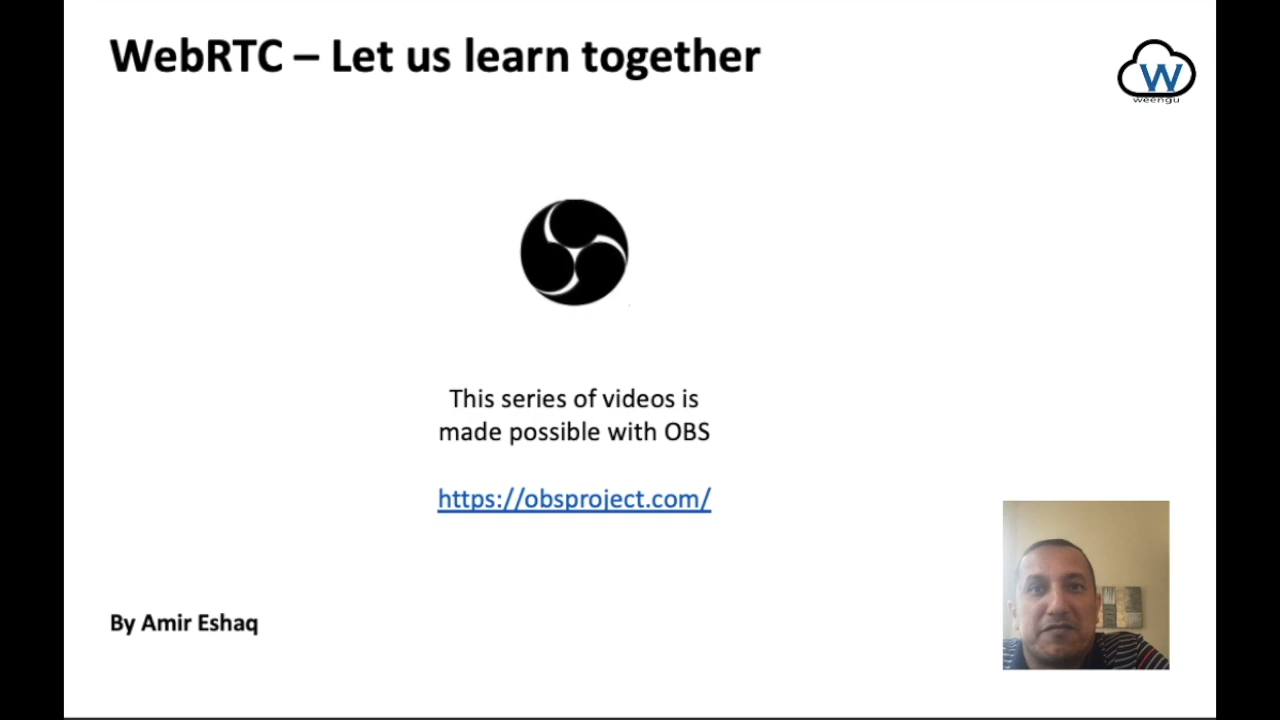 WebRTC – Let us learn together
W
weengu
This series of videos is
made possible with OBS
https://obsproject.com/
By Amir Eshaq